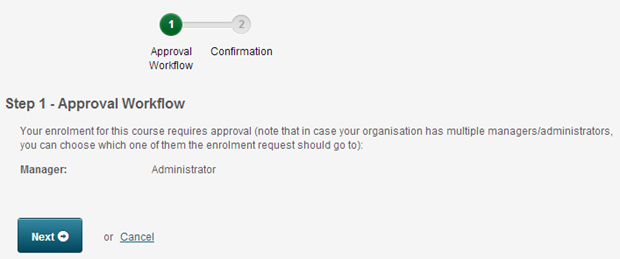 1 2
Approval Confirmation
Workflow
Step 1 - Approval Workflow
Your enrolment for this course requires approval (note that in case your organisation has multiple managers/administrators,
you can choose which one of them the enrolment request should go to):
Manager: Administrator
Next or Cancel